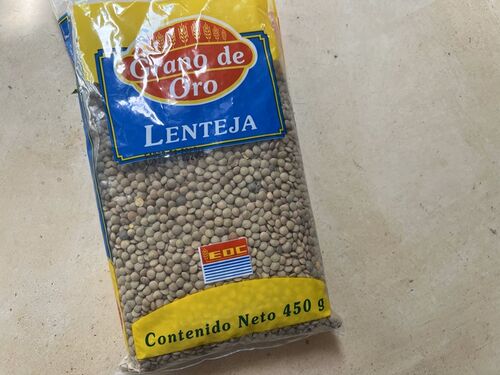 Grano de
Oro
LENTEJA
EDC
Contenido Neto 450 g